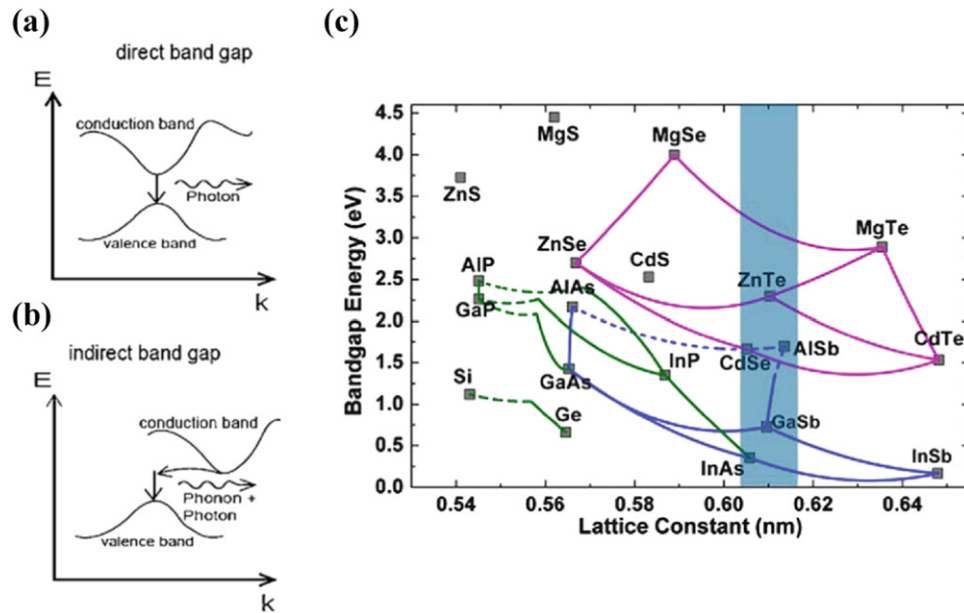 (a)
direct band gap
E
conduction band
Photon
valence band
k
(b)
indirect band gap
E
conduction band
Phonon +
Photon
valence band
k
(c)
Bandgap Energy (eV)
4.5
4.0
3.5
3.0
2.5
2.0
1.5
1.0
0.5
0.0
MgS
MgSe
ZnS
MgTe
ZnSe
CdS
ZnTe
AlP
AlAs
GaP
CdTe
AlSb
CdSe
InP
Si
GaAs
Ge
GaSb
InAs
InSb
0.54
0.56
0.58
0.60
0.62
0.64
Lattice Constant (nm)